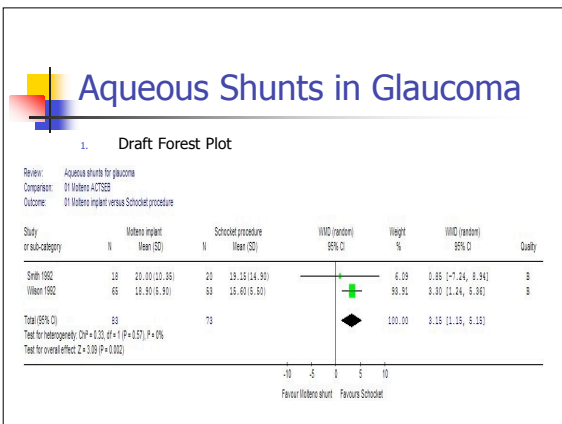 Aqueous Shunts in Glaucoma
1. Draft Forest Plot
Review: Aqueous shunts for glaucoma
Comparison: 01 Molteno ACTSEB
Outcome: 01 Molteno implant versus Schocket procedure
Study Molteno implant Schocket procedure WMD (random) Weight WMD (random)
or sub-category N Mean (SD) N Mean (SD) 95% CI % 95% CI Quality
Smith 1992 18 20.00(10.35) 20 19.15(14.90) 6.09 0.85 [-7.24, 8.94] B
Wilson 1992 65 18.90(5.90) 53 15.60(5.50) 93.91 3.30 [1.24, 5.36] B
Total (95% CI) 83 73 100.00 3.15 [1.15, 5.15]
Test for heterogeneity: Chi² = 0.33, df = 1 (P = 0.57), I² = 0%
Test for overall effect: Z = 3.09 (P = 0.002)
-10 -5 0 5 10
Favour Molteno shunt Favours Schocket